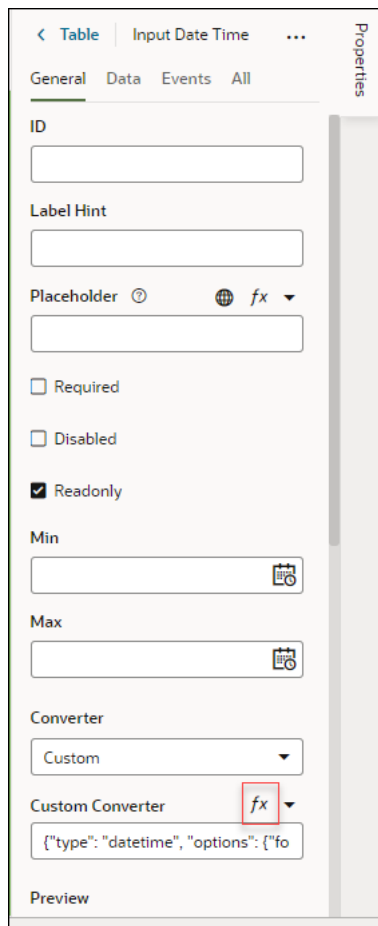 Table Input Date Time ...
General Data Events All
ID
Label Hint
Placeholder ? fx
Required
Disabled
Readonly
Min
Max
Converter
Custom
Custom Converter fx
{"type": "datetime", "options": {"fo
Preview
Properties